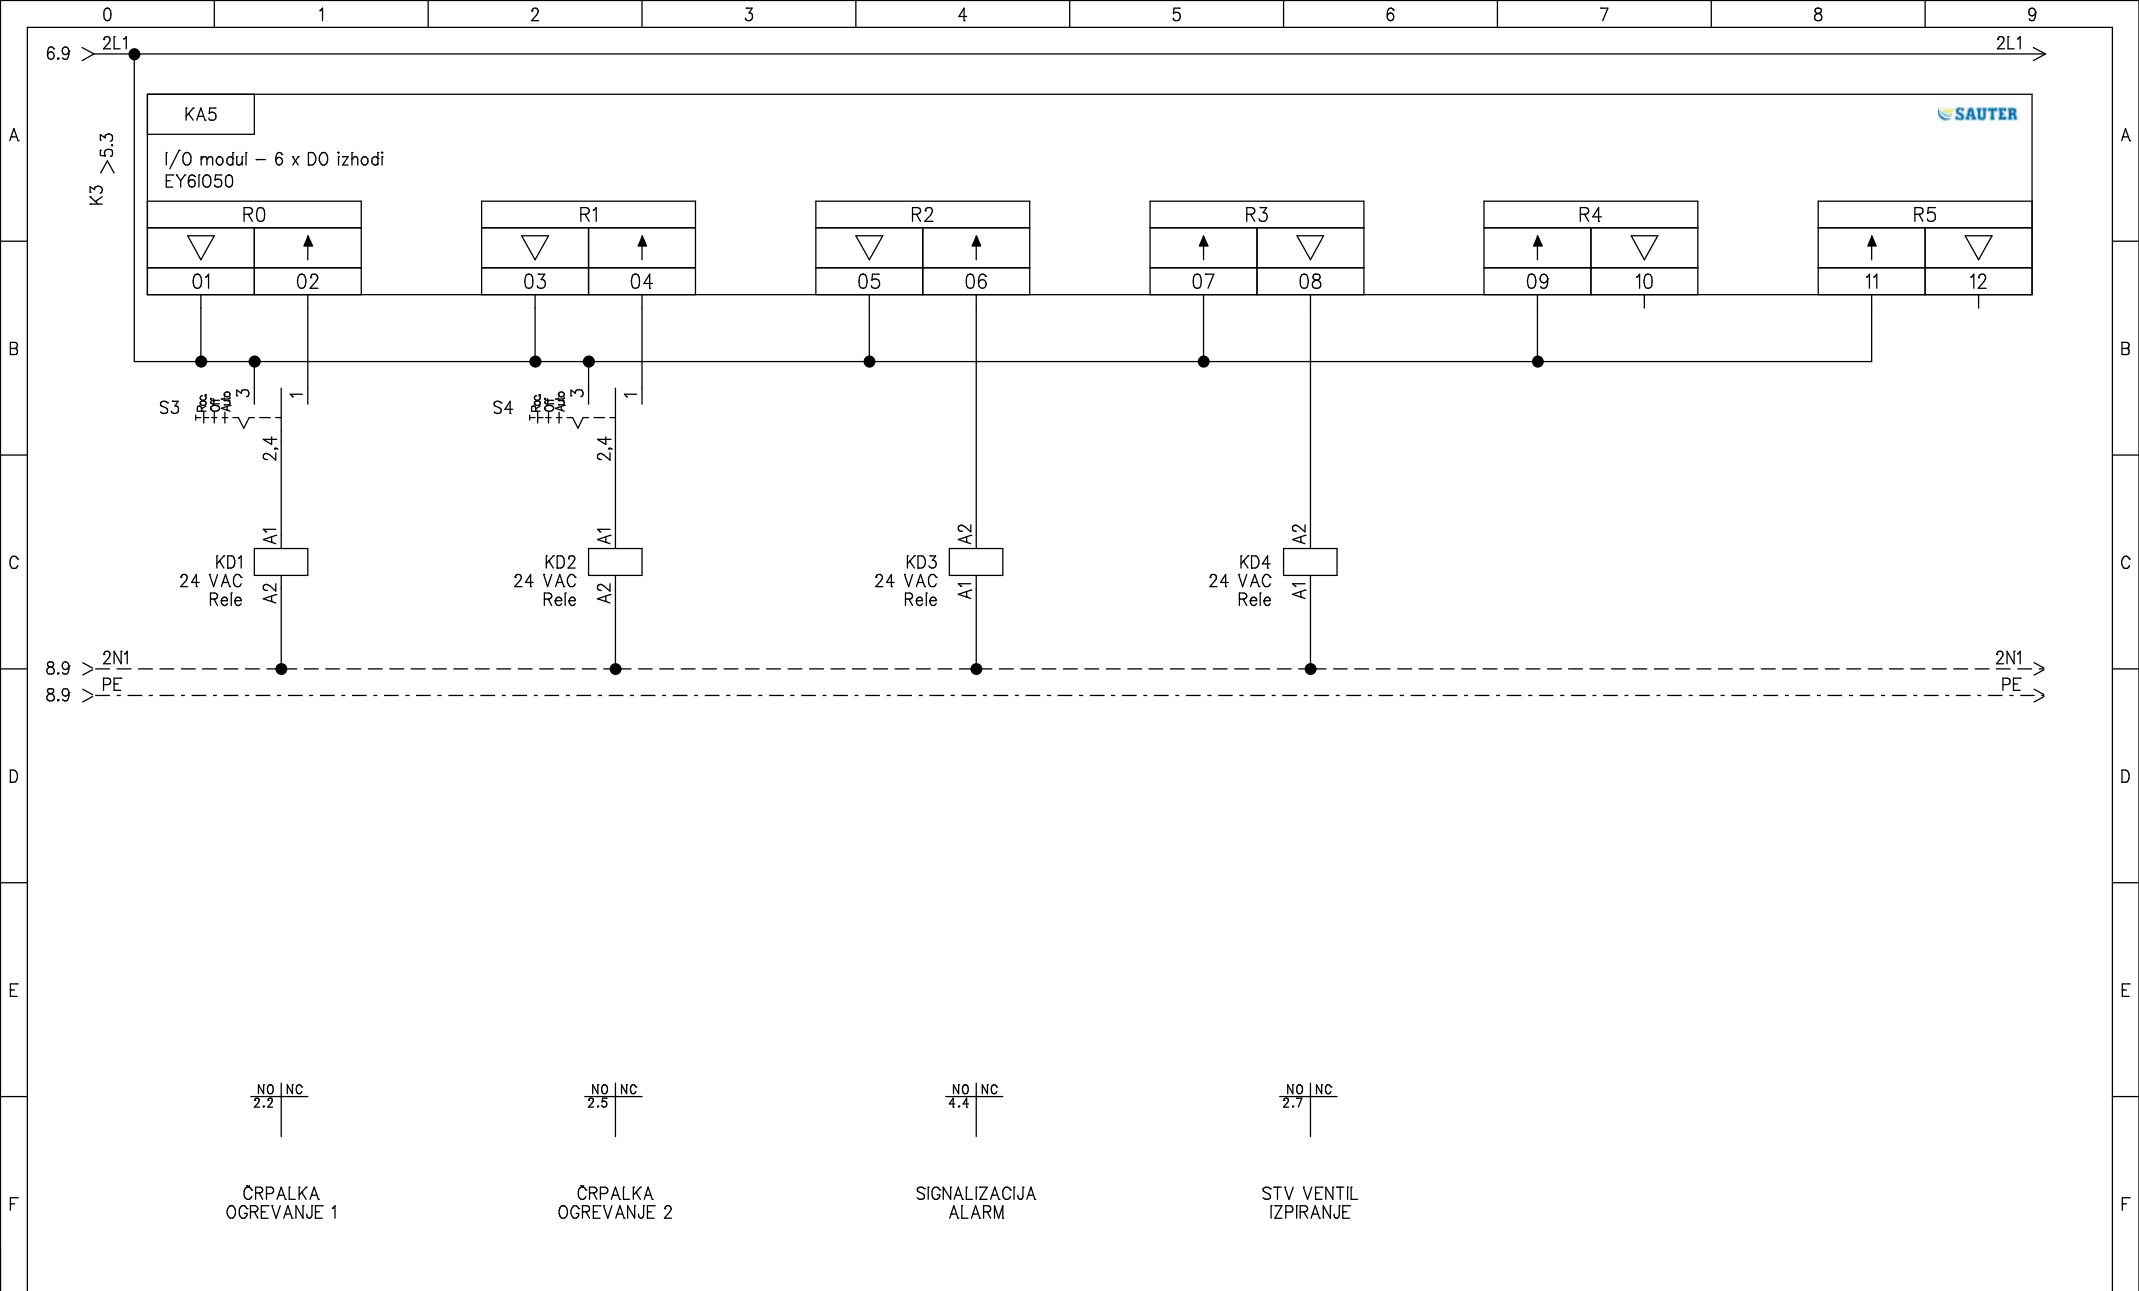 0 1 2 3 4 5 6 7 8 9
6.9 2L1 2L1
KA5
SAUTER
A A
K3 >5.3
I/O modul – 6 x DO izhodi
EY6IO50
R0 R1 R2 R3 R4 R5
01 02 03 04 05 06 07 08 09 10 11 12
B B
S3 Off Auto 3 1 S4 Off Auto 3 1
2,4 2,4
A1 A1 A2 A2
C C
KD1 KD2 KD3 KD4
24 VAC 24 VAC 24 VAC 24 VAC
Rele Rele Rele Rele
A2 A2 A1 A1
8.9 2N1 2N1
8.9 PE PE
D D
E E
NO NC NO NC NO NC NO NC
2.2 2.5 4.4 2.7
F F
ČRPALKA
OGREVANJE 1
ČRPALKA
OGREVANJE 2
SIGNALIZACIJA
ALARM
STV VENTIL
IZPIRANJE